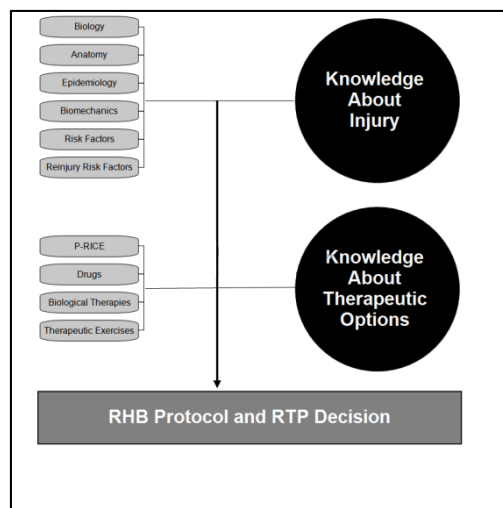 Biology
Anatomy
Epidemiology
Biomechanics
Risk Factors
Reinjury Risk Factors
Knowledge
About
Injury
P-RICE
Drugs
Biological Therapies
Therapeutic Exercises
Knowledge
About
Therapeutic
Options
RHB Protocol and RTP Decision